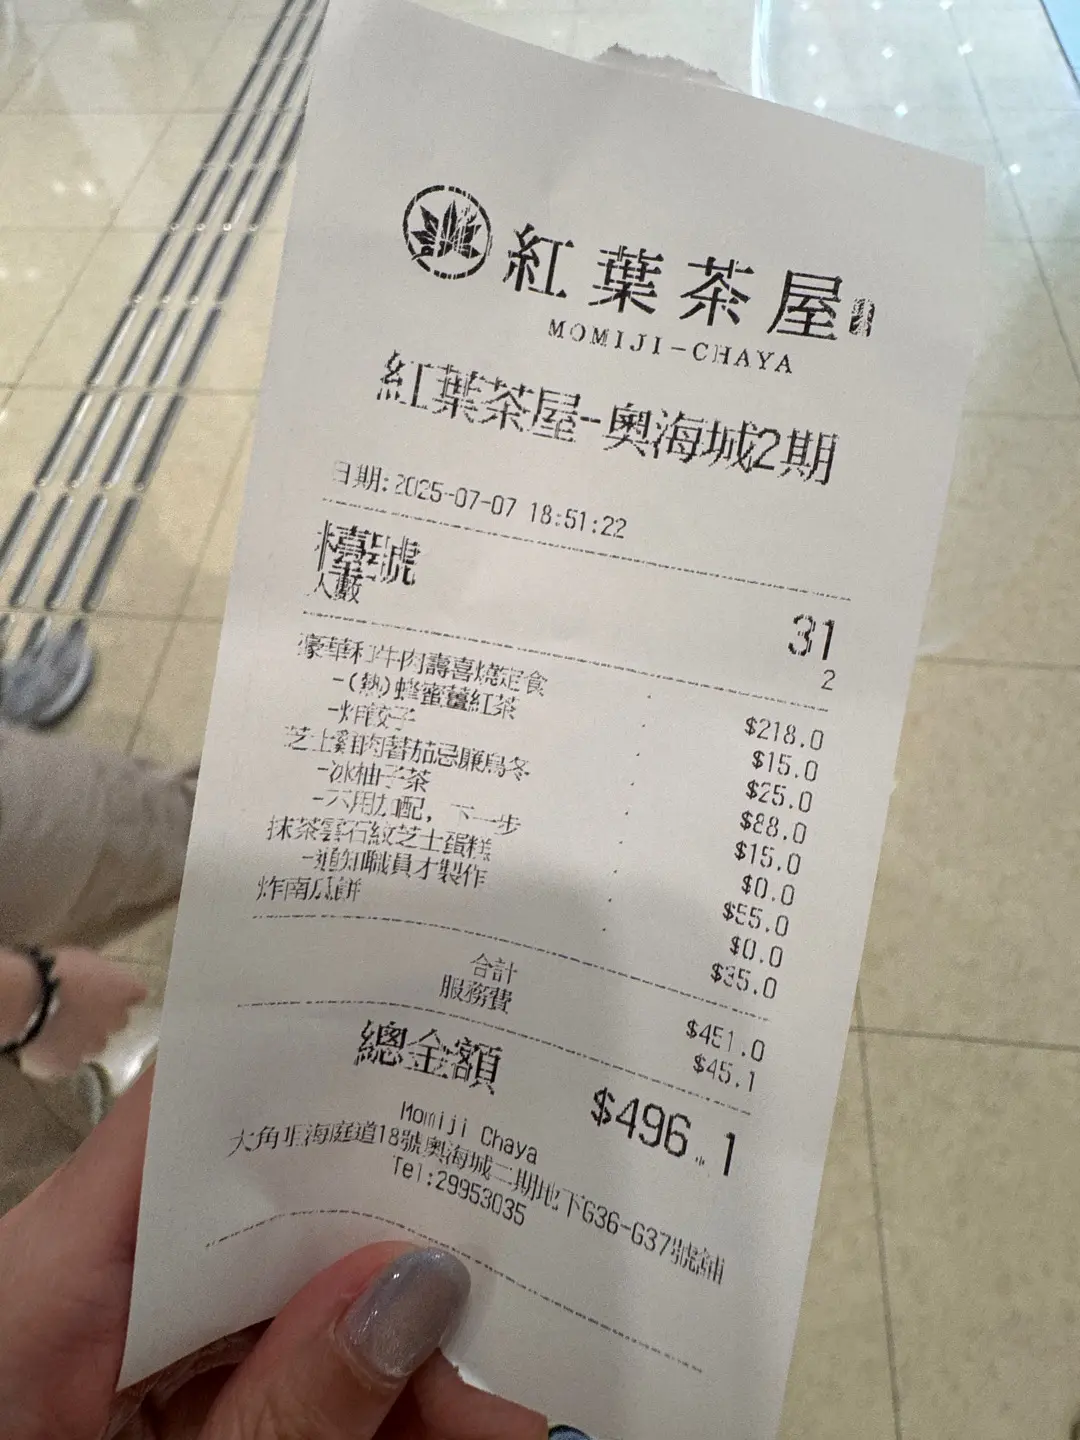 紅葉茶屋
MOMIJI-CHAYA
紅葉茶屋-奧海城2期
日期:2025-07-07 18:51:22
檯號 31
人數 2
豪華和牛肉壽喜燒定食 $218.0
-(熱)蜂蜜薑紅茶 $15.0
-炸餃子 $25.0
芝士雞肉蕃茄忌廉烏冬 $88.0
-冰柚子茶 $15.0
-不用加配, 下一步 $0.0
抹茶雲石紋芝士蛋糕 $55.0
-通知職員才製作 $0.0
炸南瓜餅 $35.0
合計 $451.0
服務費 $45.1
總金額 $496.1
Momiji Chaya
大角咀海庭道18號奧海城二期地下G36-G37號舖
Tel:29953035